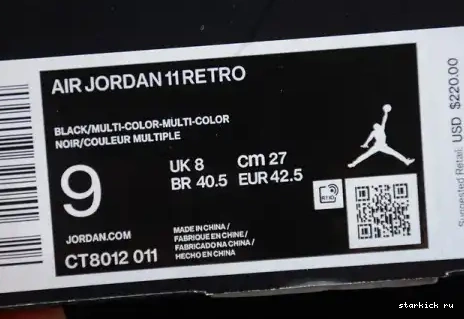 AIR JORDAN 11 RETRO
BLACK/MULTI-COLOR-MULTI-COLOR
NOIR/COULEUR MULTIPLE
9
UK 8 cm 27
BR 40.5 EUR 42.5
RFID
JORDAN.COM
CT8012 011
MADE IN CHINA /
FABRIQUE EN CHINE /
FABRICADO NA CHINA /
HECHO EN CHINA
Suggested Retail: USD $220.00
starkick ru